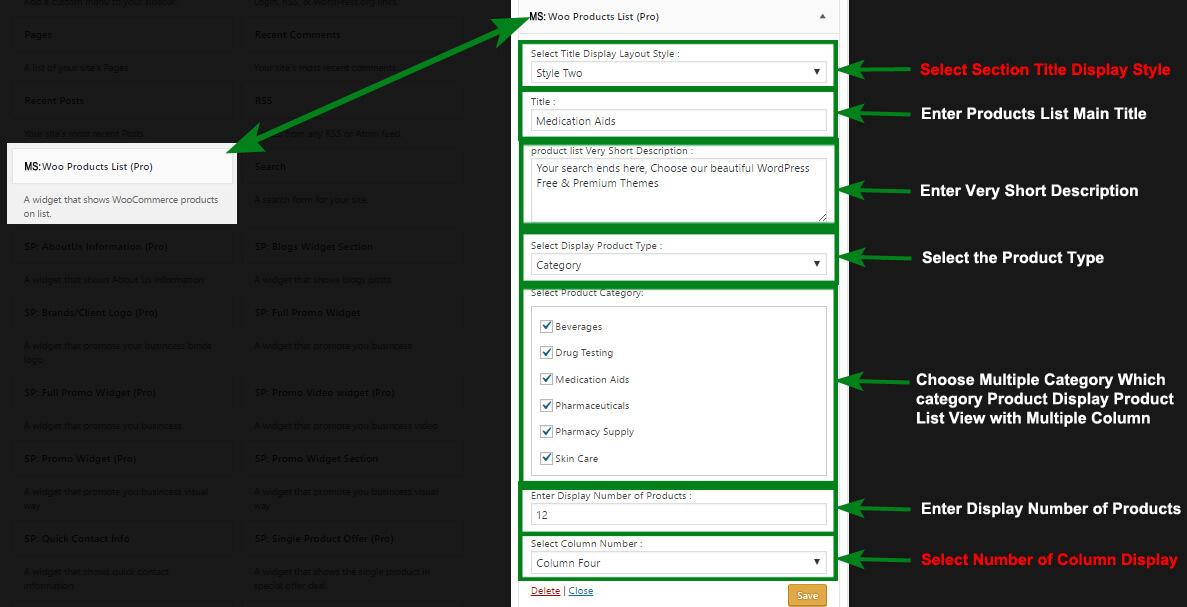 Add a custom menu to your sidebar.
Login, RSS, & WordPress.org links.
Pages
Recent Comments
A list of your site's Pages.
Your site's most recent comments.
Recent Posts
RSS
Your site's most recent Posts.
from any RSS or Atom feed.
MS: Woo Products List (Pro)
Search
A widget that shows WooCommerce products
on list.
A search form for your site.
SP: AboutUs Information (Pro)
SP: Blogs Widget Section
A widget that shows About Us Information
A widget that shows blogs posts
SP: Brands/Client Logo (Pro)
SP: Full Promo Widget
A widget that promote your business
logo
A widget that promote you business
SP: Full Promo Widget (Pro)
SP: Promo Video widget (Pro)
A widget that promote you business
A widget that promote you business video
SP: Promo Widget (Pro)
SP: Promo Widget Section
A widget that promote you business visual
way
A widget that promote you business visual
way
SP: Quick Contact Info
SP: Single Product Offer (Pro)
A widget that shows quick contact
information
A widget that shows the single product in
special offer deal.
MS: Woo Products List (Pro)
Select Title Display Layout Style :
Style Two
Select Section Title Display Style
Title :
Medication Aids
Enter Products List Main Title
product list Very Short Description :
Your search ends here, Choose our beautiful WordPress
Free & Premium Themes
Enter Very Short Description
Select Display Product Type :
Category
Select the Product Type
Select Product Category:
Beverages
Drug Testing
Medication Aids
Pharmaceuticals
Pharmacy Supply
Skin Care
Choose Multiple Category Which
category Product Display Product
List View with Multiple Column
Enter Display Number of Products :
12
Enter Display Number of Products
Select Column Number :
Column Four
Select Number of Column Display
Delete | Close
Save